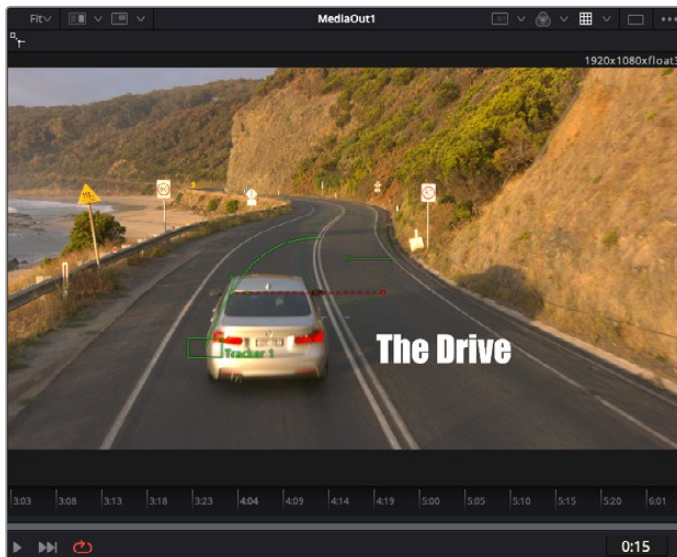 Fit MediaOut1
1920x1080xfloat3
Tracker 1
The Drive
3:03 3:08 3:13 3:18 3:23 4:04 4:09 4:14 4:19 5:00 5:05 5:10 5:15 5:20 6:01
0:15